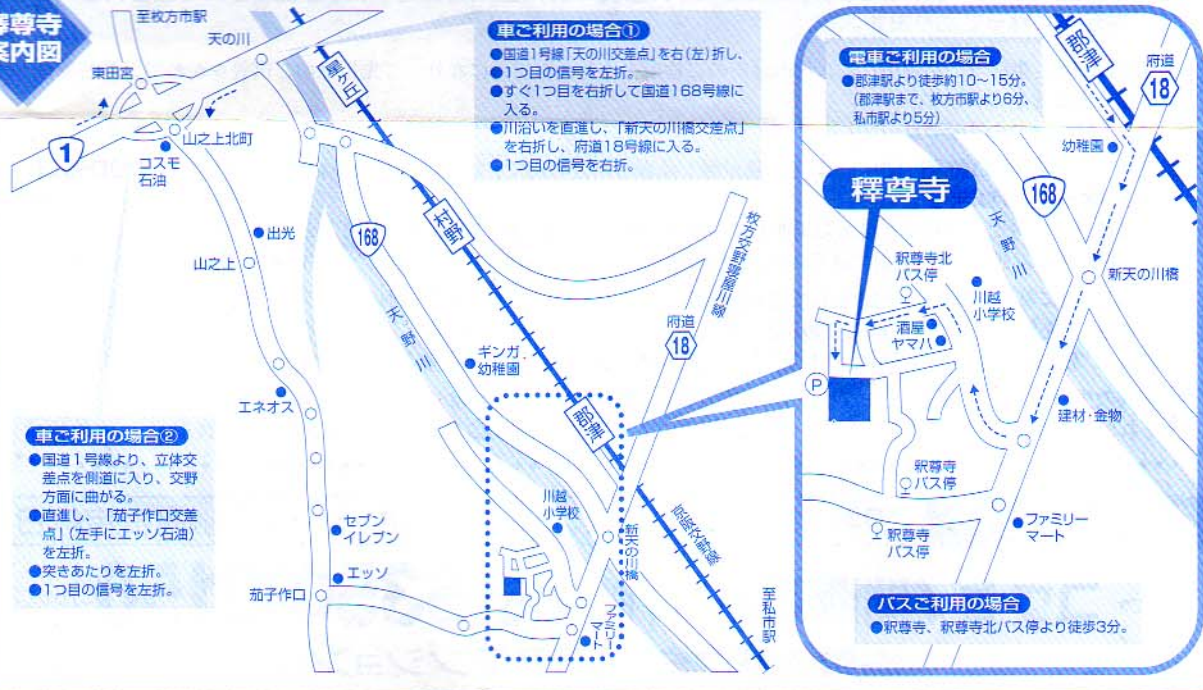 釋尊寺
案内図
至枚方市駅
天の川
東田宮
1
山之上北町
コスモ
石油
出光
山之上
エネオス
車ご利用の場合①
●国道1号線「天の川交差点」を右(左)折し、
●1つ目の信号を左折。
●すぐ1つ目を右折して国道168号線に
入る。
●川沿いを直進し、「新天の川橋交差点」
を右折し、府道18号線に入る。
●1つ目の信号を右折。
星ヶ丘
村野
168
天野川
ギンガ
幼稚園
枚方交野寝屋川線
府道
18
郡津
車ご利用の場合②
●国道1号線より、立体交
差点を側道に入り、交野
方面に曲がる。
●直進し、「茄子作口交差
点」(左手にエッソ石油)
を左折。
●突きあたりを左折。
●1つ目の信号を左折。
セブン
イレブン
エッソ
茄子作口
川越
小学校
新天の川橋
京阪交野線
ファミリー
マート
至私市駅
電車ご利用の場合
●郡津駅より徒歩約10〜15分。
(郡津駅まで、枚方市駅より6分、
私市駅より5分)
郡津
府道
18
幼稚園
釋尊寺
168
天野川
釈尊寺北
バス停
川越
小学校
新天の川橋
酒屋
ヤマハ
P
建材・金物
釈尊寺
バス停
釈尊寺
バス停
ファミリー
マート
バスご利用の場合
●釈尊寺、釈尊寺北バス停より徒歩3分。